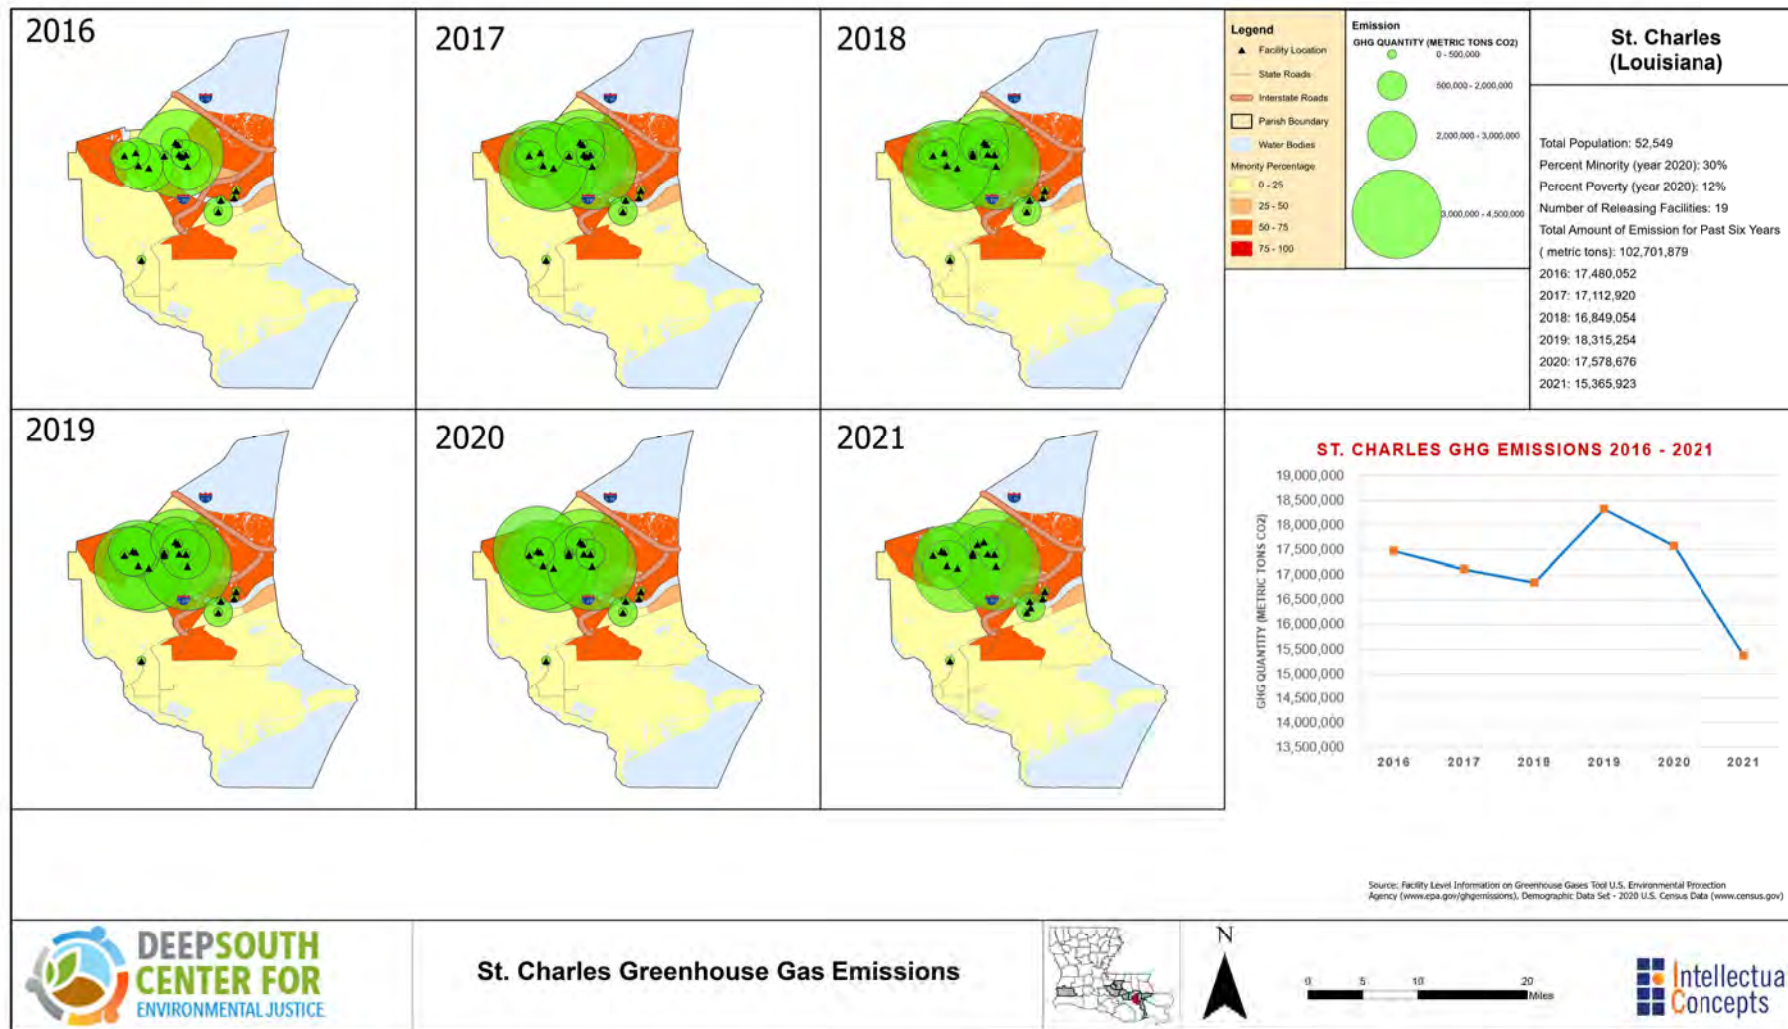 2016
2017
2018
Legend
Facility Location
State Roads
Interstate Roads
Parish Boundary
Water Bodies
Minority Percentage
0 - 25
25 - 50
50 - 75
75 - 100
Emission
GHG QUANTITY (METRIC TONS CO2)
0 - 500,000
500,000 - 2,000,000
2,000,000 - 3,000,000
3,000,000 - 4,500,000
St. Charles
(Louisiana)
Total Population: 52,549
Percent Minority (year 2020): 30%
Percent Poverty (year 2020): 12%
Number of Releasing Facilities: 19
Total Amount of Emission for Past Six Years
( metric tons): 102,701,879
2016: 17,480,052
2017: 17,112,920
2018: 16,849,054
2019: 18,315,254
2020: 17,578,676
2021: 15,365,923
2019
2020
2021
ST. CHARLES GHG EMISSIONS 2016 - 2021
GHG QUANTITY (METRIC TONS CO2)
19,000,000
18,500,000
18,000,000
17,500,000
17,000,000
16,500,000
16,000,000
15,500,000
15,000,000
14,500,000
14,000,000
13,500,000
2016 2017 2018 2019 2020 2021
Source: Facility Level Information on Greenhouse Gases Tool U.S. Environmental Protection
Agency (www.epa.gov/ghgemissions), Demographic Data Set - 2020 U.S. Census Data (www.census.gov)
DEEPSOUTH
CENTER FOR
ENVIRONMENTAL JUSTICE
St. Charles Greenhouse Gas Emissions
N
0 5 10 20
Miles
Intellectua
Concepts